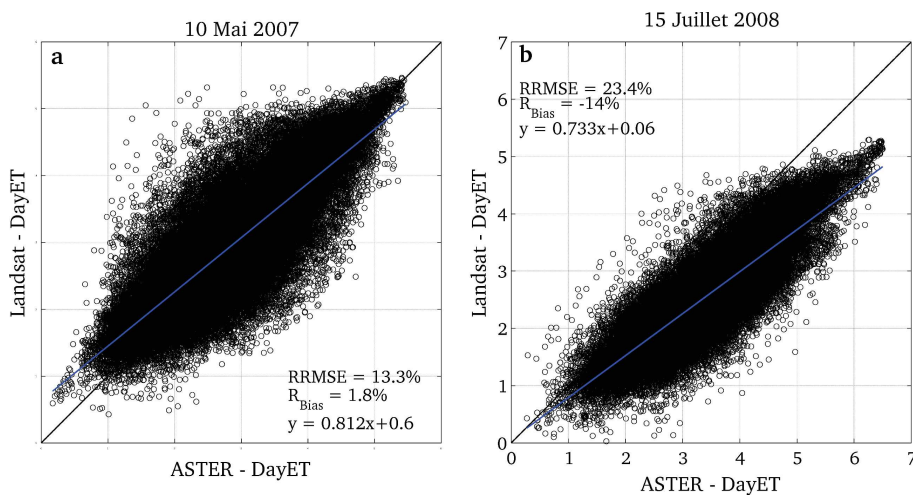 10 Mai 2007
a
Landsat - DayET
RRMSE = 13.3%
R_Bias = 1.8%
y = 0.812x+0.6
ASTER - DayET
15 Juillet 2008
b
RRMSE = 23.4%
R_Bias = -14%
y = 0.733x+0.06
Landsat - DayET
7
6
5
4
3
2
1
0
0 1 2 3 4 5 6 7
ASTER - DayET